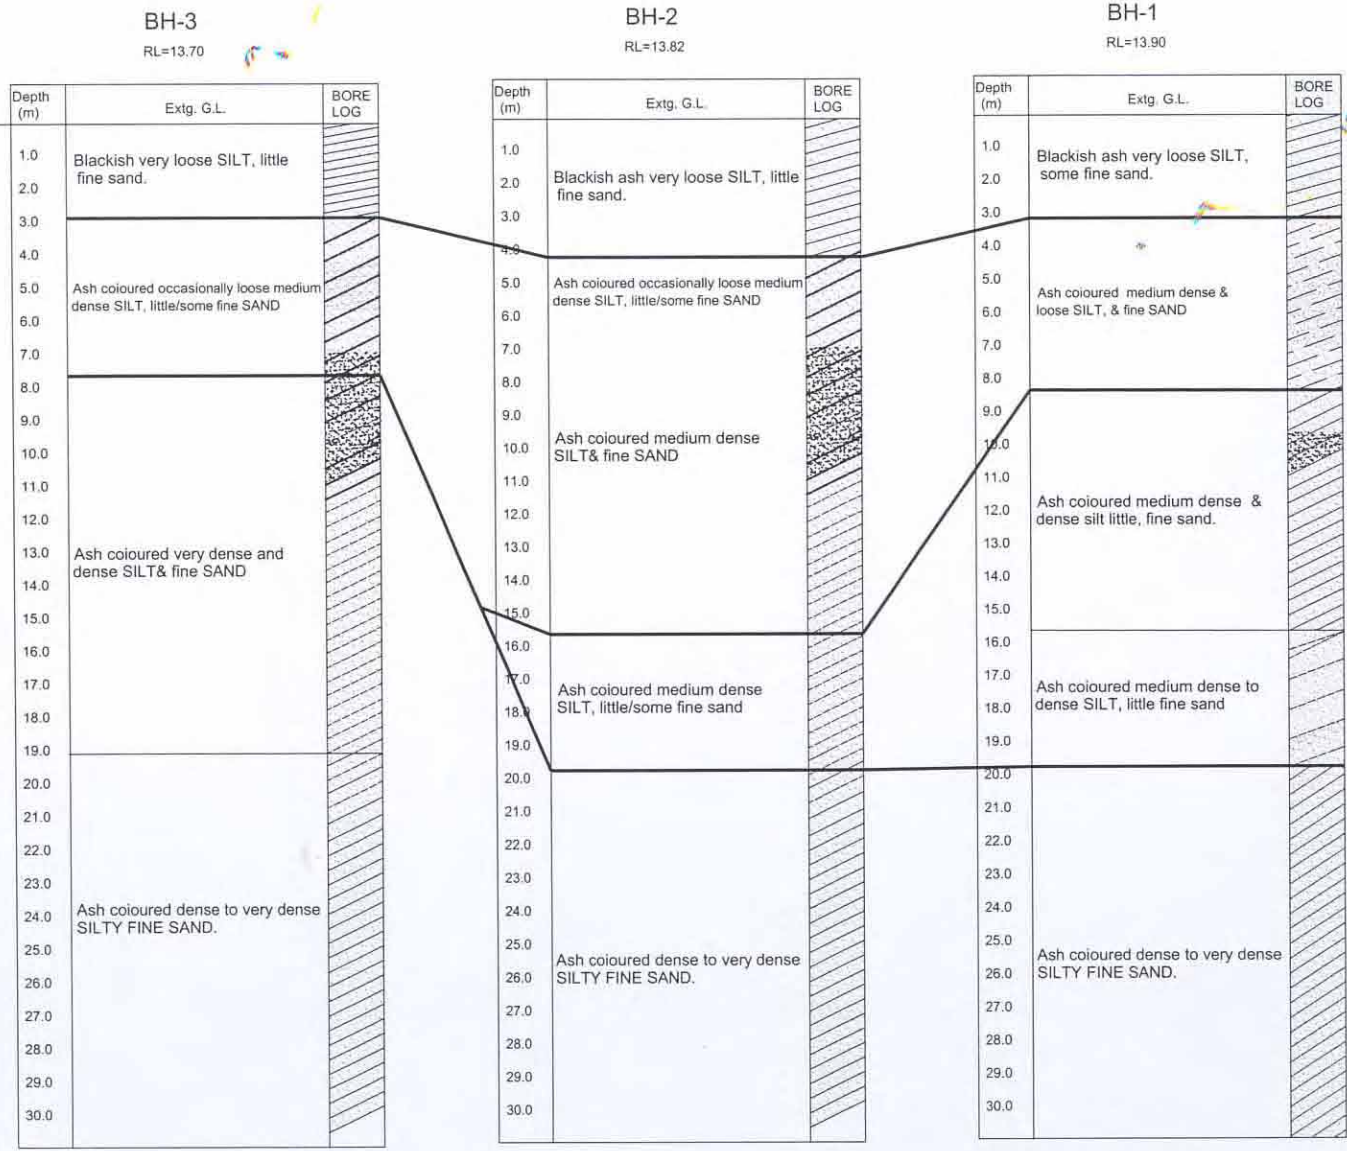 BH-3
RL=13.70
Depth
(m)
Extg. G.L.
BORE
LOG
1.0
2.0
3.0
4.0
5.0
6.0
7.0
8.0
9.0
10.0
11.0
12.0
13.0
14.0
15.0
16.0
17.0
18.0
19.0
20.0
21.0
22.0
23.0
24.0
25.0
26.0
27.0
28.0
29.0
30.0
Blackish very loose SILT, little
fine sand.
Ash coioured occasionally loose medium
dense SILT, little/some fine SAND
Ash coioured very dense and
dense SILT& fine SAND
Ash coioured dense to very dense
SILTY FINE SAND.
BH-2
RL=13.82
Depth
(m)
Extg. G.L.
BORE
LOG
1.0
2.0
3.0
4.0
5.0
6.0
7.0
8.0
9.0
10.0
11.0
12.0
13.0
14.0
15.0
16.0
17.0
18.0
19.0
20.0
21.0
22.0
23.0
24.0
25.0
26.0
27.0
28.0
29.0
30.0
Blackish ash very loose SILT, little
fine sand.
Ash coioured occasionally loose medium
dense SILT, little/some fine SAND
Ash coioured medium dense
SILT& fine SAND
Ash coioured medium dense
SILT, little/some fine sand
Ash coioured dense to very dense
SILTY FINE SAND.
BH-1
RL=13.90
Depth
(m)
Extg. G.L.
BORE
LOG
1.0
2.0
3.0
4.0
5.0
6.0
7.0
8.0
9.0
10.0
11.0
12.0
13.0
14.0
15.0
16.0
17.0
18.0
19.0
20.0
21.0
22.0
23.0
24.0
25.0
26.0
27.0
28.0
29.0
30.0
Blackish ash very loose SILT,
some fine sand.
Ash coioured medium dense &
loose SILT, & fine SAND
Ash coioured medium dense &
dense silt little, fine sand.
Ash coioured medium dense to
dense SILT, little fine sand
Ash coioured dense to very dense
SILTY FINE SAND.